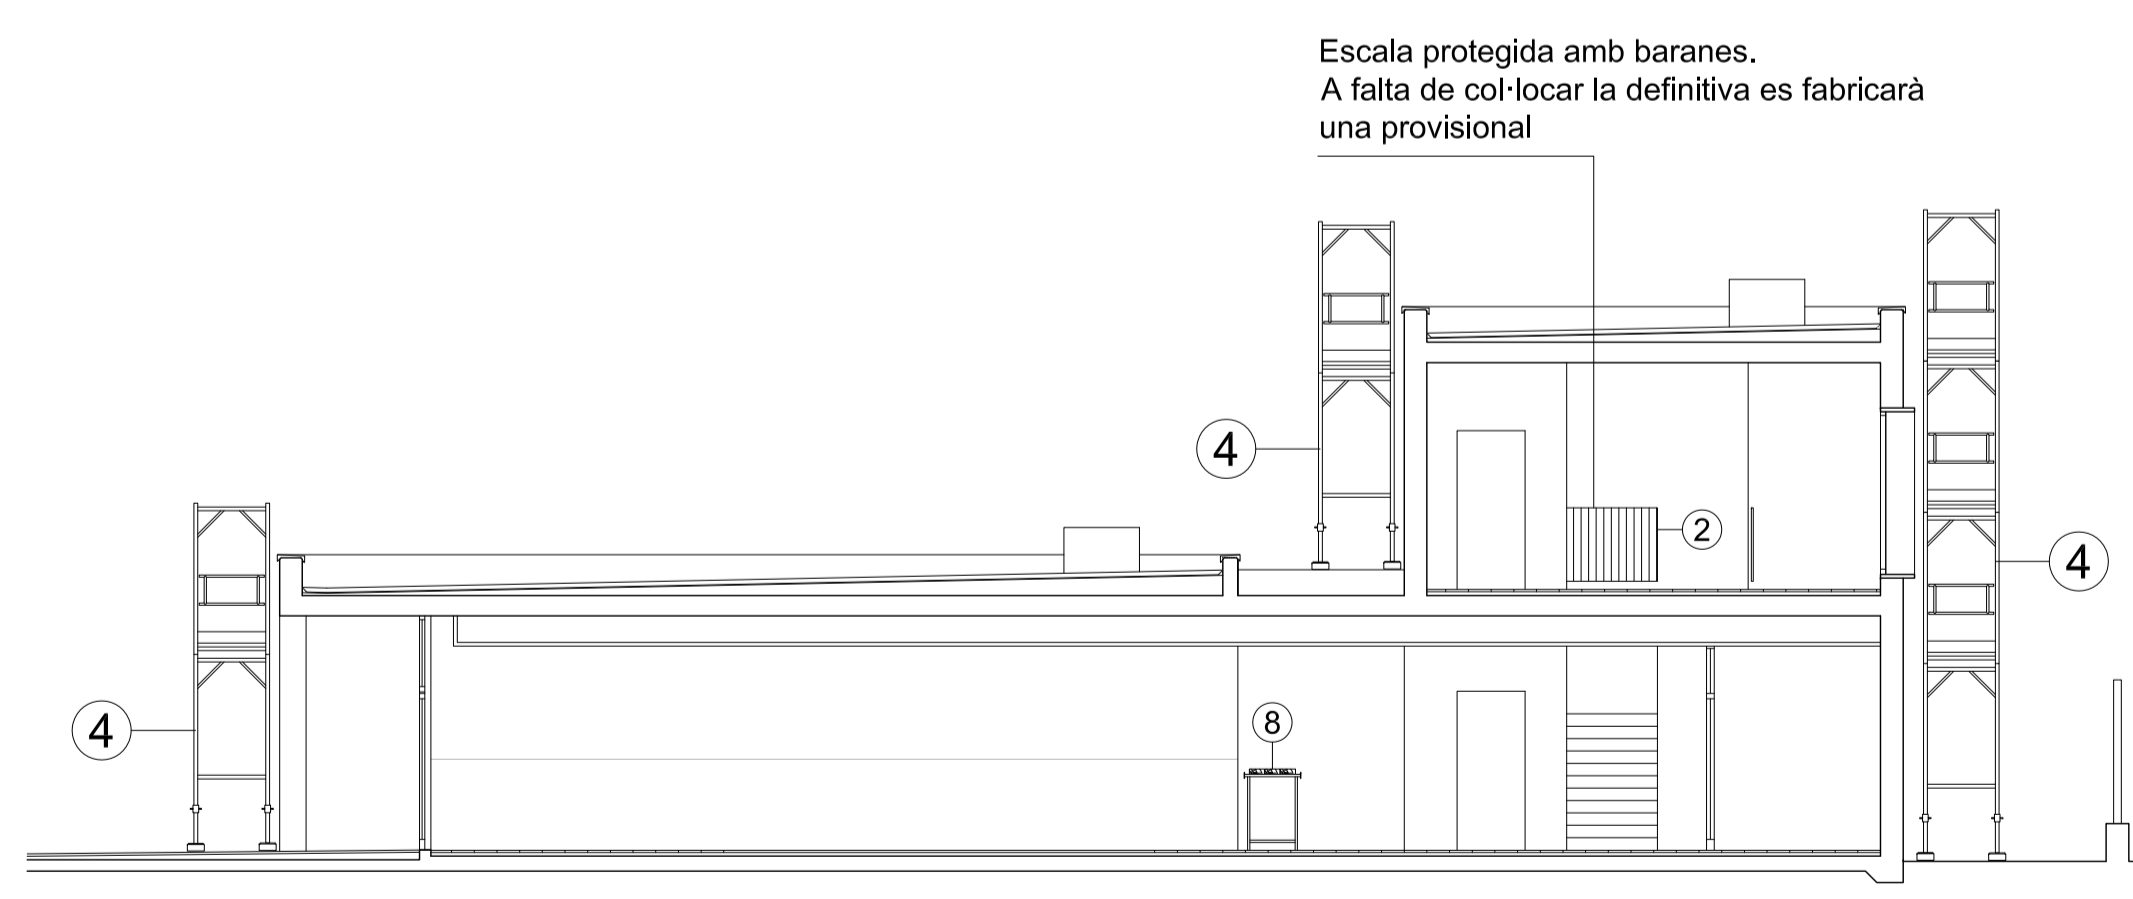 Escala protegida amb baranes.
A falta de col·locar la definitiva es fabricarà
una provisional
4
2
4
8
4